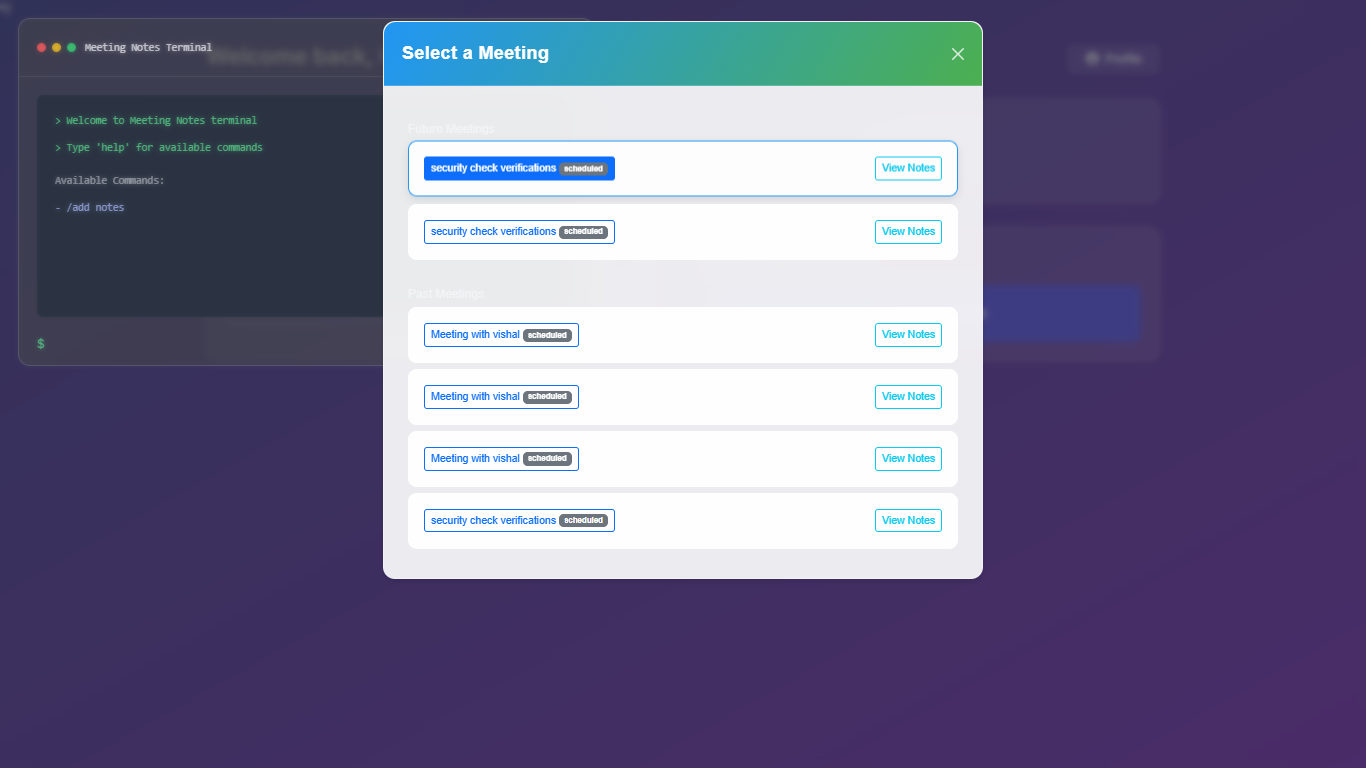 Meeting Notes Terminal
Welcome back,
Profile
> Welcome to Meeting Notes terminal
> Type 'help' for available commands
Available Commands:
- /add notes
$
Select a Meeting
Future Meetings
security check verifications scheduled View Notes
security check verifications scheduled View Notes
Past Meetings
Meeting with vishal scheduled View Notes
Meeting with vishal scheduled View Notes
Meeting with vishal scheduled View Notes
security check verifications scheduled View Notes